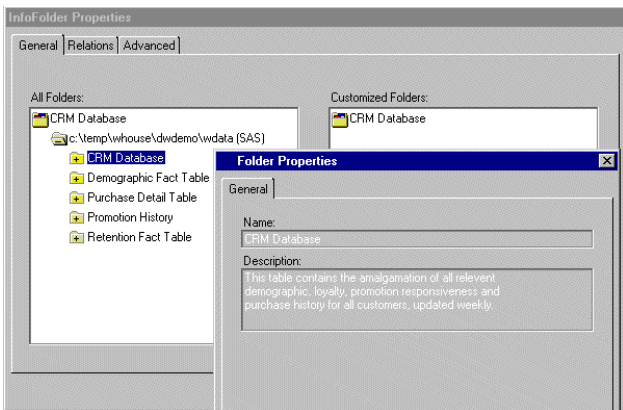 InfoFolder Properties
General Relations Advanced
All Folders:
Customized Folders:
CRM Database
c:\temp\whouse\dwdemo\wdata (SAS)
CRM Database
Demographic Fact Table
Purchase Detail Table
Promotion History
Retention Fact Table
CRM Database
Folder Properties
General
Name:
CRM Database
Description:
This table contains the amalgamation of all relevent
demographic, loyalty, promotion responsiveness and
purchase history for all customers, updated weekly.